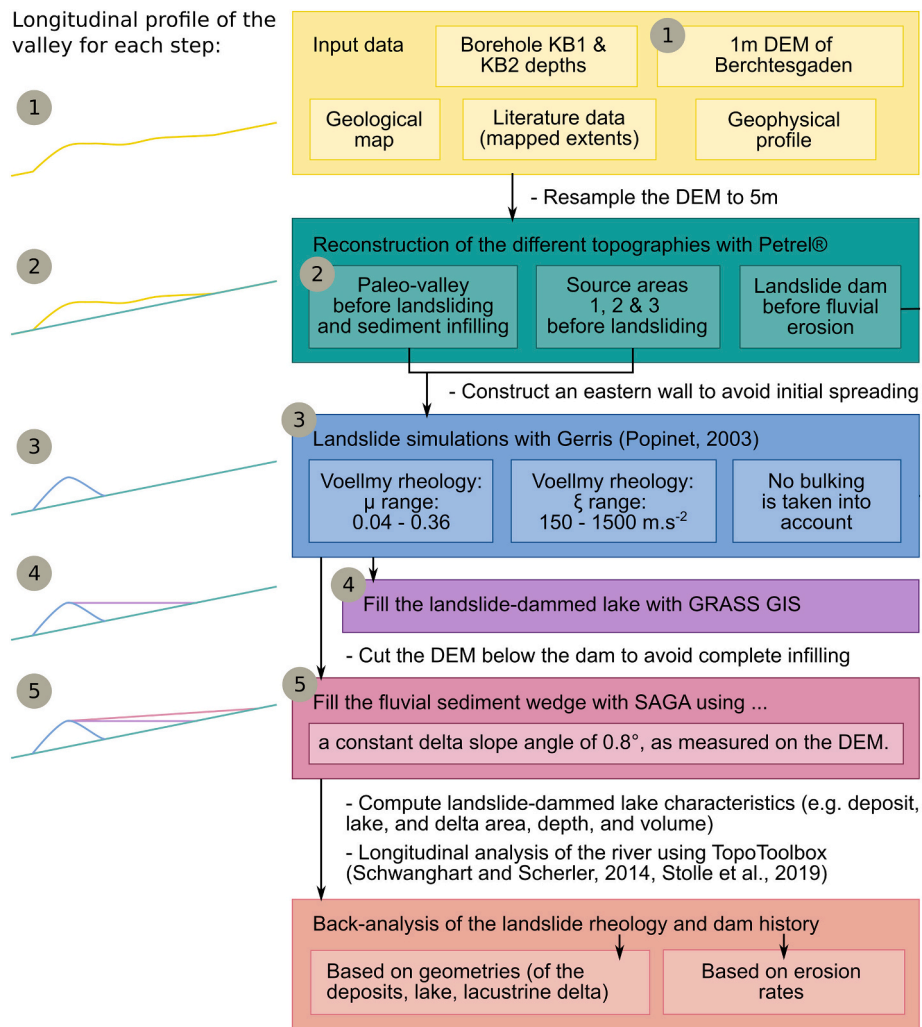 Longitudinal profile of the
valley for each step:
Input data
Borehole KB1 &
KB2 depths
1
1m DEM of
Berchtesgaden
Geological
map
Literature data
(mapped extents)
Geophysical
profile
1
- Resample the DEM to 5m
Reconstruction of the different topographies with Petrel®
2
2
Paleo-valley
before landsliding
and sediment infilling
Source areas
1, 2 & 3
before landsliding
Landslide dam
before fluvial
erosion
- Construct an eastern wall to avoid initial spreading
3
3
Landslide simulations with Gerris (Popinet, 2003)
Voellmy rheology:
μ range:
0.04 - 0.36
Voellmy rheology:
ξ range:
150 - 1500 m.s⁻²
No bulking
is taken into
account
4
4
Fill the landslide-dammed lake with GRASS GIS
- Cut the DEM below the dam to avoid complete infilling
5
5
Fill the fluvial sediment wedge with SAGA using ...
a constant delta slope angle of 0.8°, as measured on the DEM.
- Compute landslide-dammed lake characteristics (e.g. deposit,
lake, and delta area, depth, and volume)
- Longitudinal analysis of the river using TopoToolbox
(Schwanghart and Scherler, 2014, Stolle et al., 2019)
Back-analysis of the landslide rheology and dam history
Based on geometries (of the
deposits, lake, lacustrine delta)
Based on erosion
rates